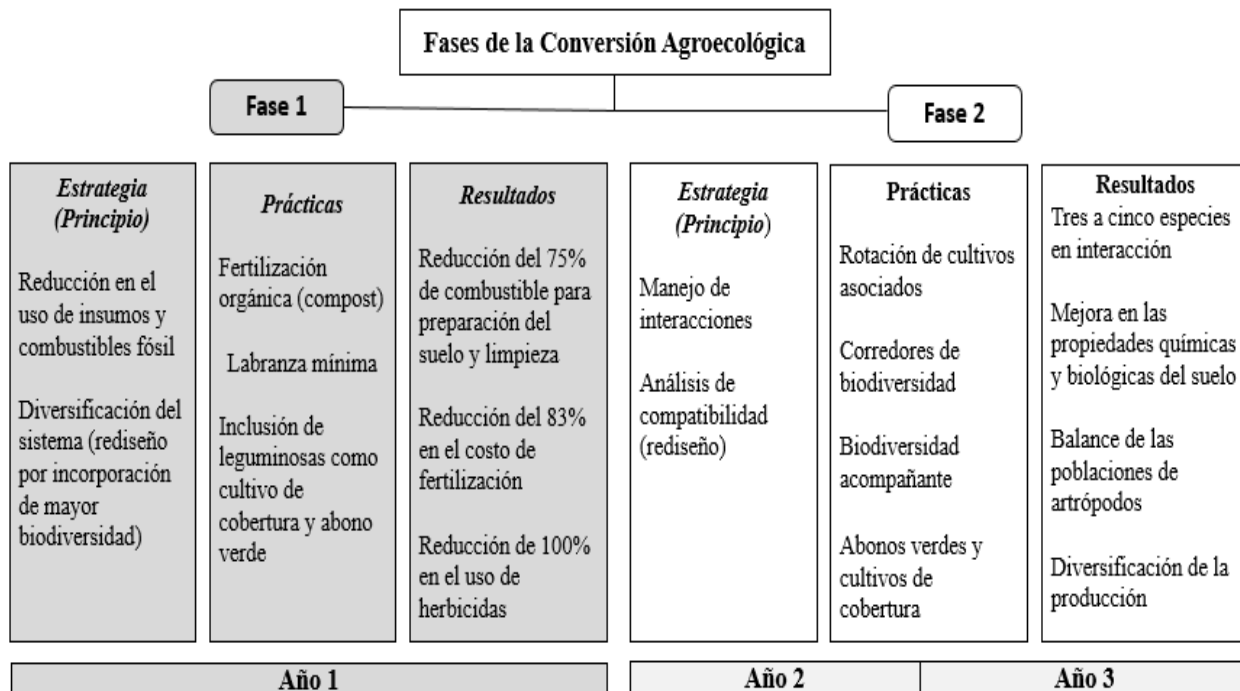 Fases de la Conversión Agroecológica
Fase 1
Fase 2
Estrategia
(Principio)
Reducción en el
uso de insumos y
combustibles fósil
Diversificación del
sistema (rediseño
por incorporación
de mayor
biodiversidad)
Prácticas
Fertilización
orgánica (compost)
Labranza mínima
Inclusión de
leguminosas como
cultivo de
cobertura y abono
verde
Resultados
Reducción del 75%
de combustible para
preparación del
suelo y limpieza
Reducción del 83%
en el costo de
fertilización
Reducción de 100%
en el uso de
herbicidas
Estrategia
(Principio)
Manejo de
interacciones
Análisis de
compatibilidad
(rediseño)
Prácticas
Rotación de cultivos
asociados
Corredores de
biodiversidad
Biodiversidad
acompañante
Abonos verdes y
cultivos de
cobertura
Resultados
Tres a cinco especies
en interacción
Mejora en las
propiedades químicas
y biológicas del suelo
Balance de las
poblaciones de
artrópodos
Diversificación de la
producción
Año 1
Año 2
Año 3